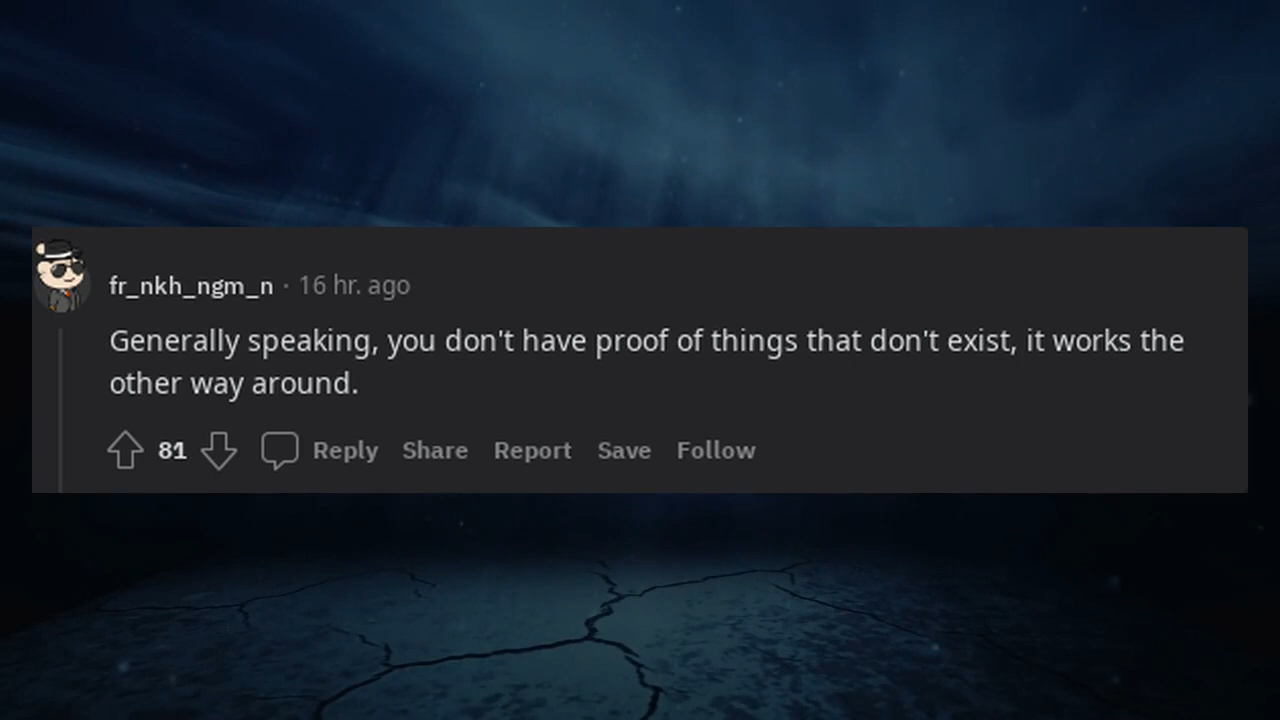 fr_nkh_ngm_n · 16 hr. ago
Generally speaking, you don't have proof of things that don't exist, it works the
other way around.
81 Reply Share Report Save Follow